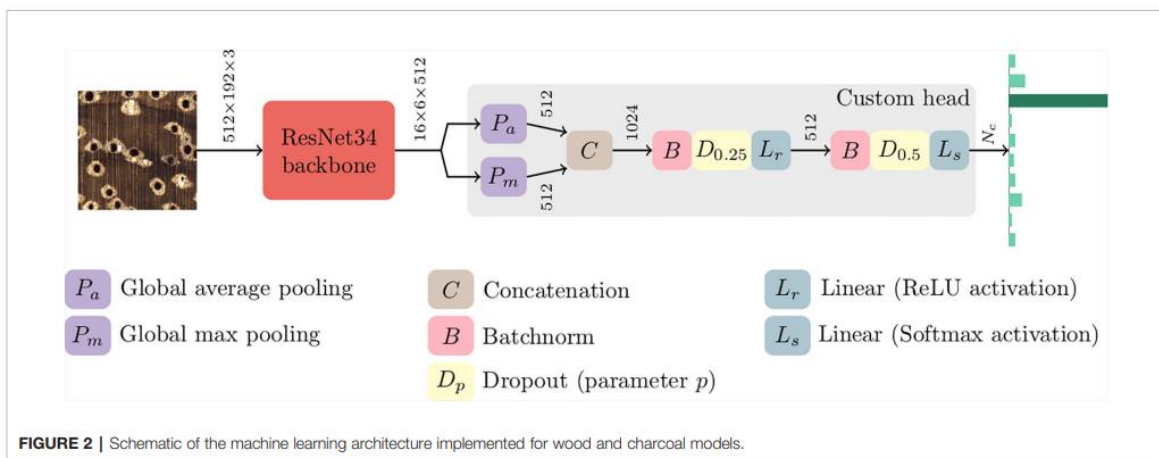 512×192×3
ResNet34
backbone
16×6×512
P_a
P_m
512
512
C
1024
B D_0.25 L_r
512
B D_0.5 L_s
N_c
Custom head
P_a Global average pooling
P_m Global max pooling
C Concatenation
B Batchnorm
D_p Dropout (parameter p)
L_r Linear (ReLU activation)
L_s Linear (Softmax activation)
FIGURE 2 | Schematic of the machine learning architecture implemented for wood and charcoal models.